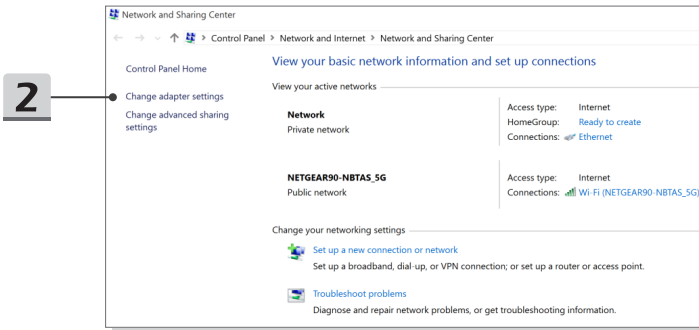 Network and Sharing Center
Control Panel > Network and Internet > Network and Sharing Center
2
Control Panel Home
Change adapter settings
Change advanced sharing
settings
View your basic network information and set up connections
View your active networks
Network
Private network
Access type: Internet
HomeGroup: Ready to create
Connections: Ethernet
NETGEAR90-NBTAS_5G
Public network
Access type: Internet
Connections: Wi-Fi (NETGEAR90-NBTAS_5G)
Change your networking settings
Set up a new connection or network
Set up a broadband, dial-up, or VPN connection; or set up a router or access point.
Troubleshoot problems
Diagnose and repair network problems, or get troubleshooting information.